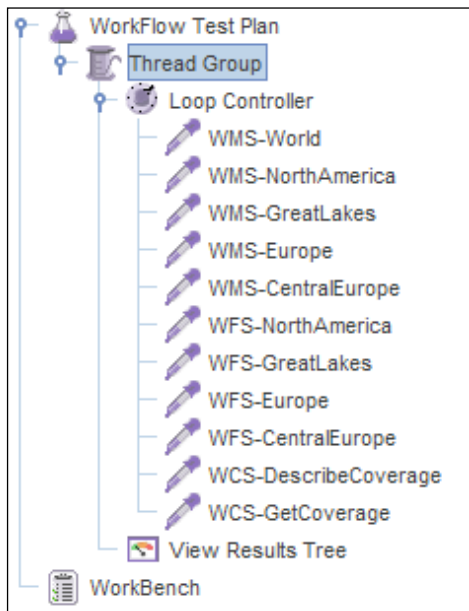 WorkFlow Test Plan
Thread Group
Loop Controller
WMS-World
WMS-NorthAmerica
WMS-GreatLakes
WMS-Europe
WMS-CentralEurope
WFS-NorthAmerica
WFS-GreatLakes
WFS-Europe
WFS-CentralEurope
WCS-DescribeCoverage
WCS-GetCoverage
View Results Tree
WorkBench